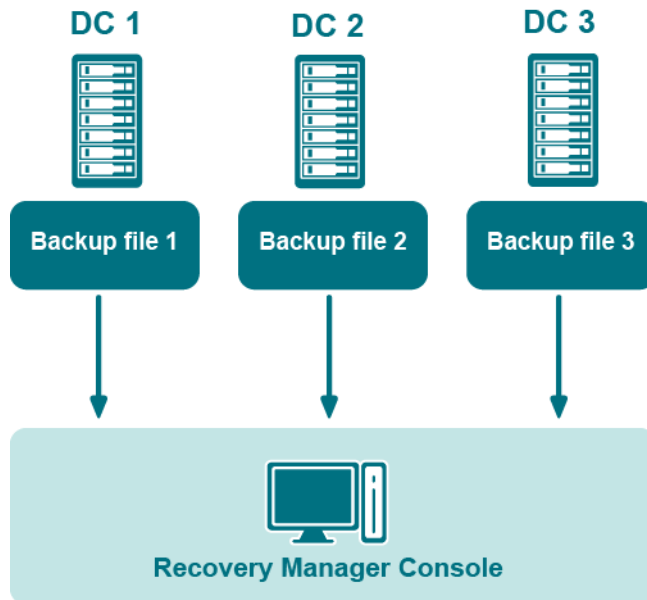 DC 1
DC 2
DC 3
Backup file 1
Backup file 2
Backup file 3
Recovery Manager Console